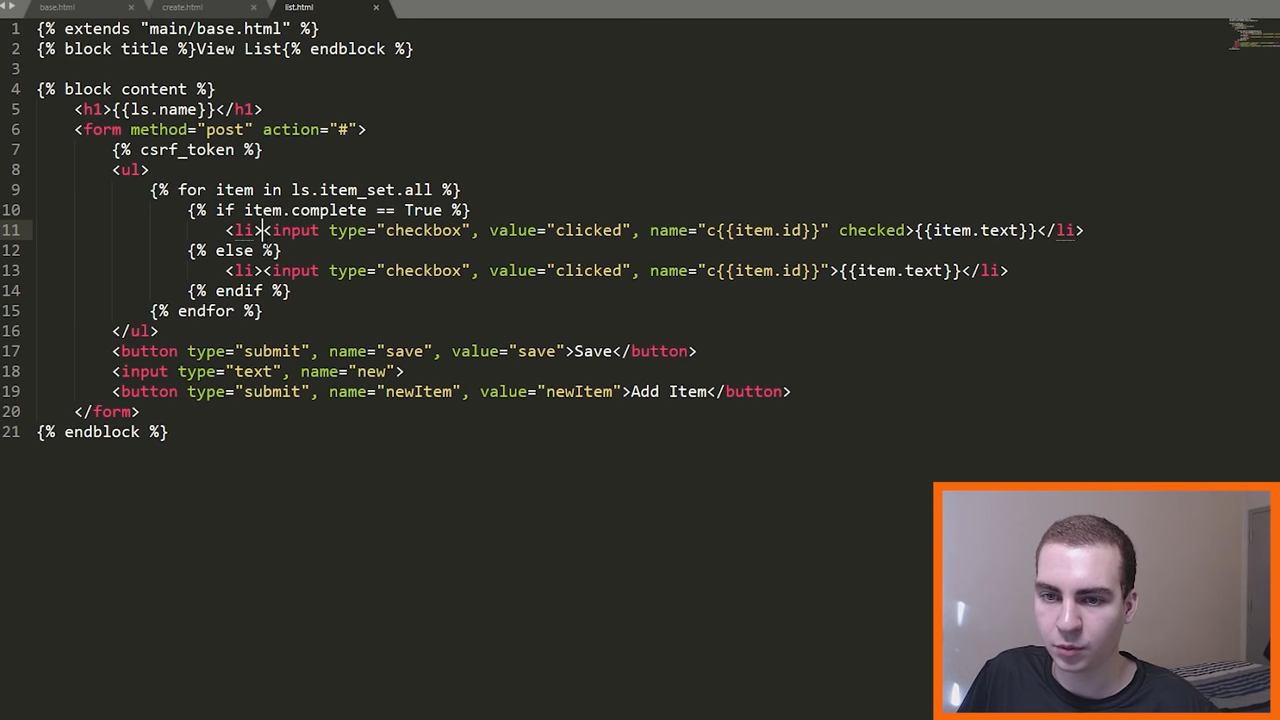 base.html × create.html × list.html ×
1 {% extends "main/base.html" %}
2 {% block title %}View List{% endblock %}
3
4 {% block content %}
5 <h1>{{ls.name}}</h1>
6 <form method="post" action="#">
7 {% csrf_token %}
8 <ul>
9 {% for item in ls.item_set.all %}
10 {% if item.complete == True %}
11 <li><input type="checkbox", value="clicked", name="c{{item.id}}" checked>{{item.text}}</li>
12 {% else %}
13 <li><input type="checkbox", value="clicked", name="c{{item.id}}">{{item.text}}</li>
14 {% endif %}
15 {% endfor %}
16 </ul>
17 <button type="submit", name="save", value="save">Save</button>
18 <input type="text", name="new">
19 <button type="submit", name="newItem", value="newItem">Add Item</button>
20 </form>
21 {% endblock %}